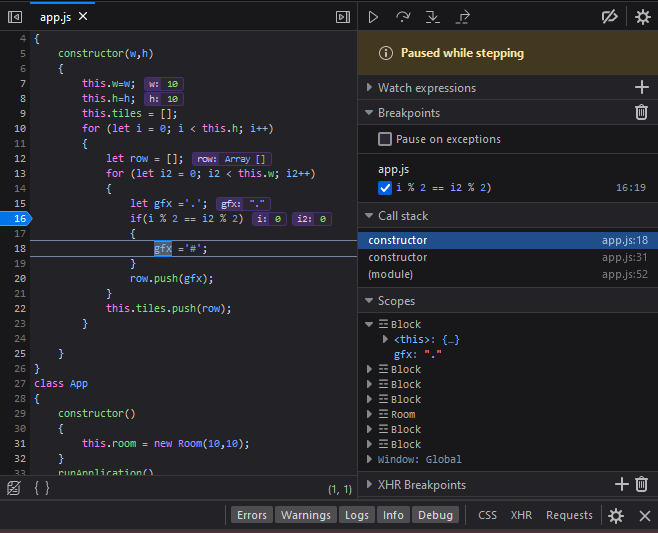 app.js
4 {
5 constructor(w,h)
6 {
7 this.w=w; w: 10
8 this.h=h; h: 10
9 this.tiles = [];
10 for (let i = 0; i < this.h; i++)
11 {
12 let row = []; row: Array []
13 for (let i2 = 0; i2 < this.w; i2++)
14 {
15 let gfx ='.'; gfx: "."
16 if(i % 2 == i2 % 2) i: 0 i2: 0
17 {
18 gfx ='#';
19 }
20 row.push(gfx);
21 }
22 this.tiles.push(row);
23 }
24
25 }
26 }
27 class App
28 {
29 constructor()
30 {
31 this.room = new Room(10,10);
32 }
33 runApplication()
{ } (1, 1)
Paused while stepping
Watch expressions
Breakpoints
Pause on exceptions
app.js
i % 2 == i2 % 2) 16:19
Call stack
constructor app.js:18
constructor app.js:31
(module) app.js:52
Scopes
Block
<this>: {…}
gfx: "."
Block
Block
Block
Room
Block
Block
Window: Global
XHR Breakpoints
Errors Warnings Logs Info Debug CSS XHR Requests